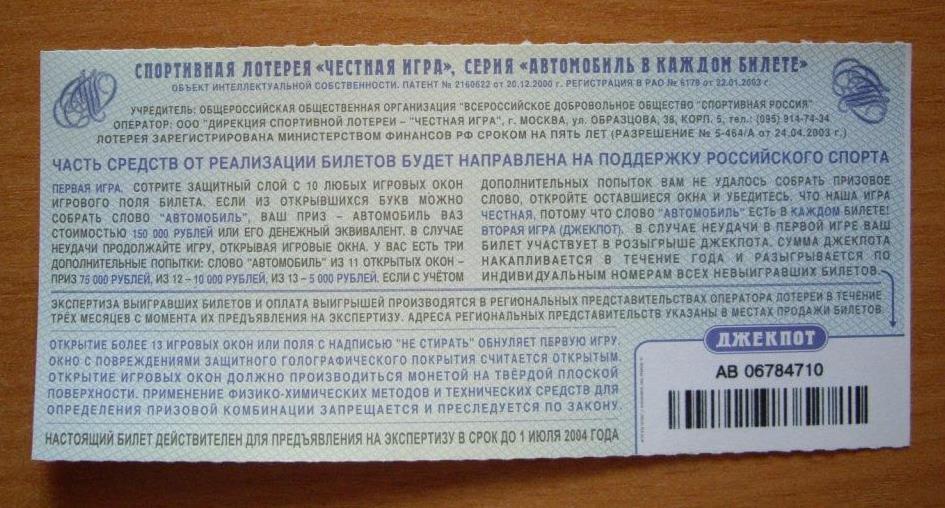 СПОРТИВНАЯ ЛОТЕРЕЯ «ЧЕСТНАЯ ИГРА», СЕРИЯ «АВТОМОБИЛЬ В КАЖДОМ БИЛЕТЕ»
ОБЪЕКТ ИНТЕЛЛЕКТУАЛЬНОЙ СОБСТВЕННОСТИ. ПАТЕНТ № 2160622 от 20.12.2000 г. РЕГИСТРАЦИЯ В РАО № 6179 от 22.01.2003 г.
УЧРЕДИТЕЛЬ: ОБЩЕРОССИЙСКАЯ ОБЩЕСТВЕННАЯ ОРГАНИЗАЦИЯ "ВСЕРОССИЙСКОЕ ДОБРОВОЛЬНОЕ ОБЩЕСТВО "СПОРТИВНАЯ РОССИЯ"
ОПЕРАТОР: ООО "ДИРЕКЦИЯ СПОРТИВНОЙ ЛОТЕРЕИ – "ЧЕСТНАЯ ИГРА", г. МОСКВА, УЛ. ОБРАЗЦОВА, 38, КОРП. 5, тел.: (095) 914-74-34
ЛОТЕРЕЯ ЗАРЕГИСТРИРОВАНА МИНИСТЕРСТВОМ ФИНАНСОВ РФ СРОКОМ НА ПЯТЬ ЛЕТ (РАЗРЕШЕНИЕ № 5-464/А от 24.04.2003 г.)
ЧАСТЬ СРЕДСТВ ОТ РЕАЛИЗАЦИИ БИЛЕТОВ БУДЕТ НАПРАВЛЕНА НА ПОДДЕРЖКУ РОССИЙСКОГО СПОРТА
ПЕРВАЯ ИГРА. СОТРИТЕ ЗАЩИТНЫЙ СЛОЙ С 10 ЛЮБЫХ ИГРОВЫХ ОКОН
ИГРОВОГО ПОЛЯ БИЛЕТА. ЕСЛИ ИЗ ОТКРЫВШИХСЯ БУКВ МОЖНО
СОБРАТЬ СЛОВО "АВТОМОБИЛЬ", ВАШ ПРИЗ – АВТОМОБИЛЬ ВАЗ
СТОИМОСТЬЮ 150 000 РУБЛЕЙ ИЛИ ЕГО ДЕНЕЖНЫЙ ЭКВИВАЛЕНТ. В СЛУЧАЕ
НЕУДАЧИ ПРОДОЛЖАЙТЕ ИГРУ, ОТКРЫВАЯ ИГРОВЫЕ ОКНА. У ВАС ЕСТЬ ТРИ
ДОПОЛНИТЕЛЬНЫЕ ПОПЫТКИ: СЛОВО "АВТОМОБИЛЬ" ИЗ 11 ОТКРЫТЫХ ОКОН –
ПРИЗ 75 000 РУБЛЕЙ, ИЗ 12 – 10 000 РУБЛЕЙ, ИЗ 13 – 5 000 РУБЛЕЙ. ЕСЛИ С УЧЁТОМ
ДОПОЛНИТЕЛЬНЫХ ПОПЫТОК ВАМ НЕ УДАЛОСЬ СОБРАТЬ ПРИЗОВОЕ
СЛОВО, ОТКРОЙТЕ ОСТАВШИЕСЯ ОКНА И УБЕДИТЕСЬ, ЧТО НАША ИГРА
ЧЕСТНАЯ, ПОТОМУ ЧТО СЛОВО "АВТОМОБИЛЬ" ЕСТЬ В КАЖДОМ БИЛЕТЕ!
ВТОРАЯ ИГРА (ДЖЕКПОТ). В СЛУЧАЕ НЕУДАЧИ В ПЕРВОЙ ИГРЕ ВАШ
БИЛЕТ УЧАСТВУЕТ В РОЗЫГРЫШЕ ДЖЕКПОТА. СУММА ДЖЕКПОТА
НАКАПЛИВАЕТСЯ В ТЕЧЕНИЕ ГОДА И РАЗЫГРЫВАЕТСЯ ПО
ИНДИВИДУАЛЬНЫМ НОМЕРАМ ВСЕХ НЕВЫИГРАВШИХ БИЛЕТОВ.
ЭКСПЕРТИЗА ВЫИГРАВШИХ БИЛЕТОВ И ОПЛАТА ВЫИГРЫШЕЙ ПРОИЗВОДЯТСЯ В РЕГИОНАЛЬНЫХ ПРЕДСТАВИТЕЛЬСТВАХ ОПЕРАТОРА ЛОТЕРЕИ В ТЕЧЕНИЕ
ТРЁХ МЕСЯЦЕВ С МОМЕНТА ИХ ПРЕДЪЯВЛЕНИЯ НА ЭКСПЕРТИЗУ. АДРЕСА РЕГИОНАЛЬНЫХ ПРЕДСТАВИТЕЛЬСТВ УКАЗАНЫ В МЕСТАХ ПРОДАЖИ БИЛЕТОВ.
ОТКРЫТИЕ БОЛЕЕ 13 ИГРОВЫХ ОКОН ИЛИ ПОЛЯ С НАДПИСЬЮ "НЕ СТИРАТЬ" ОБНУЛЯЕТ ПЕРВУЮ ИГРУ.
ОКНО С ПОВРЕЖДЕНИЯМИ ЗАЩИТНОГО ГОЛОГРАФИЧЕСКОГО ПОКРЫТИЯ СЧИТАЕТСЯ ОТКРЫТЫМ.
ОТКРЫТИЕ ИГРОВЫХ ОКОН ДОЛЖНО ПРОИЗВОДИТЬСЯ МОНЕТОЙ НА ТВЁРДОЙ ПЛОСКОЙ
ПОВЕРХНОСТИ. ПРИМЕНЕНИЕ ФИЗИКО-ХИМИЧЕСКИХ МЕТОДОВ И ТЕХНИЧЕСКИХ СРЕДСТВ ДЛЯ
ОПРЕДЕЛЕНИЯ ПРИЗОВОЙ КОМБИНАЦИИ ЗАПРЕЩАЕТСЯ И ПРЕСЛЕДУЕТСЯ ПО ЗАКОНУ.
НАСТОЯЩИЙ БИЛЕТ ДЕЙСТВИТЕЛЕН ДЛЯ ПРЕДЪЯВЛЕНИЯ НА ЭКСПЕРТИЗУ В СРОК ДО 1 ИЮЛЯ 2004 ГОДА
ДЖЕКПОТ
АВ 06784710